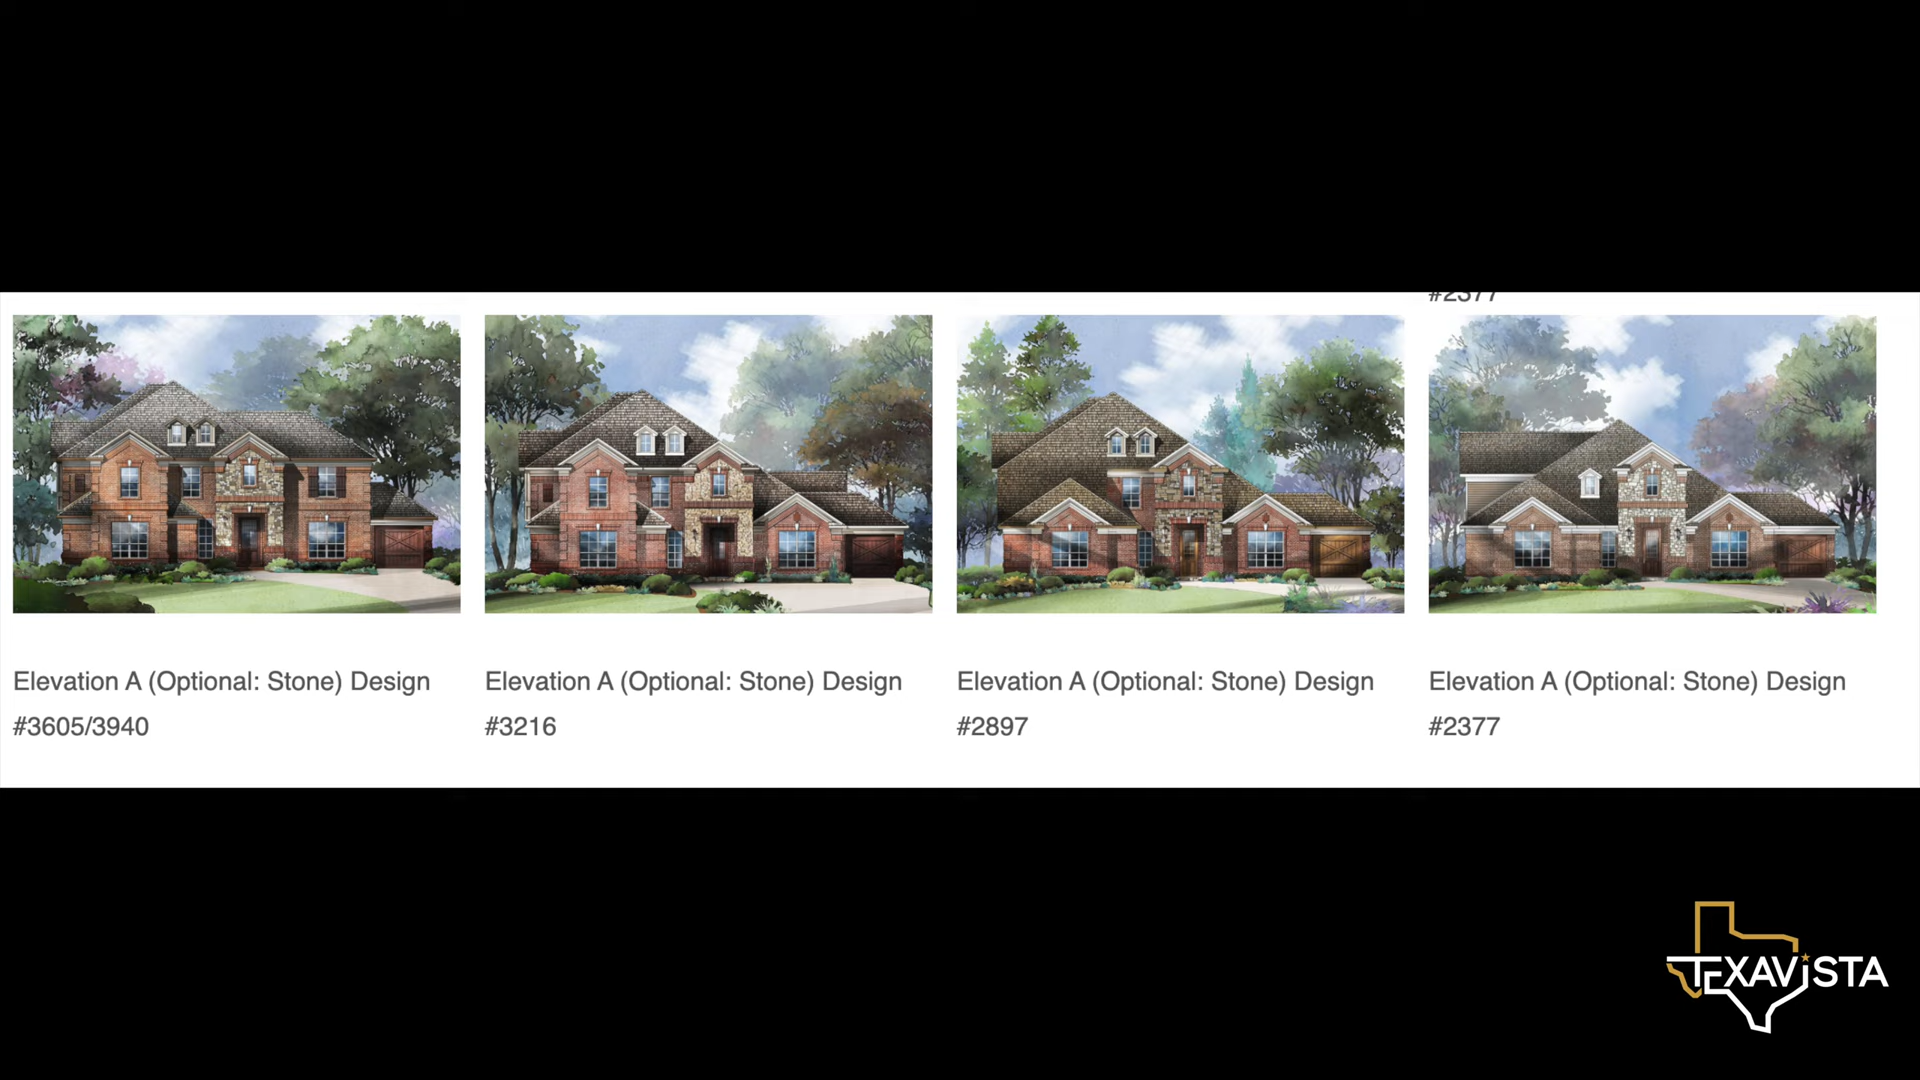 #2377
Elevation A (Optional: Stone) Design
#3605/3940
Elevation A (Optional: Stone) Design
#3216
Elevation A (Optional: Stone) Design
#2897
Elevation A (Optional: Stone) Design
#2377
TEXAVISTA